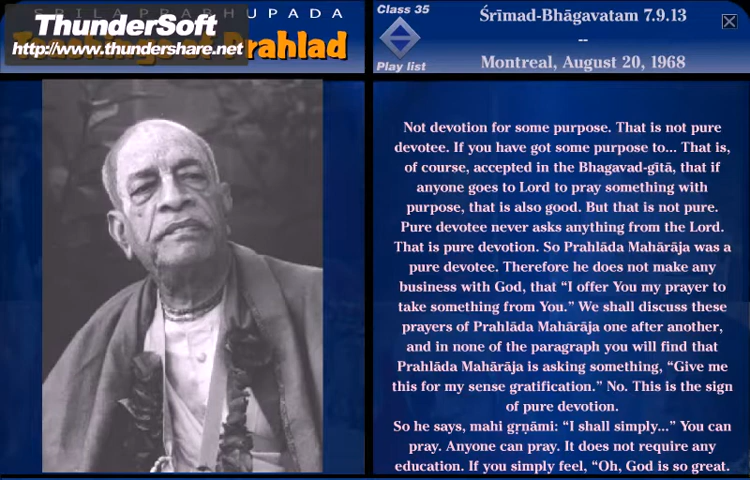 SRILA PRABHUPADA
ThunderSoft
http://www.thundershare.net
Teachings of Prahlad
Class 35
Play list
Śrīmad-Bhāgavatam 7.9.13
--
Montreal, August 20, 1968
Not devotion for some purpose. That is not pure
devotee. If you have got some purpose to... That is,
of course, accepted in the Bhagavad-gītā, that if
anyone goes to Lord to pray something with
purpose, that is also good. But that is not pure.
Pure devotee never asks anything from the Lord.
That is pure devotion. So Prahlāda Mahārāja was a
pure devotee. Therefore he does not make any
business with God, that “I offer You my prayer to
take something from You.” We shall discuss these
prayers of Prahlāda Mahārāja one after another,
and in none of the paragraph you will find that
Prahlāda Mahārāja is asking something, “Give me
this for my sense gratification.” No. This is the sign
of pure devotion.
So he says, mahi gṛṇāmi: “I shall simply...” You can
pray. Anyone can pray. It does not require any
education. If you simply feel, “Oh, God is so great.